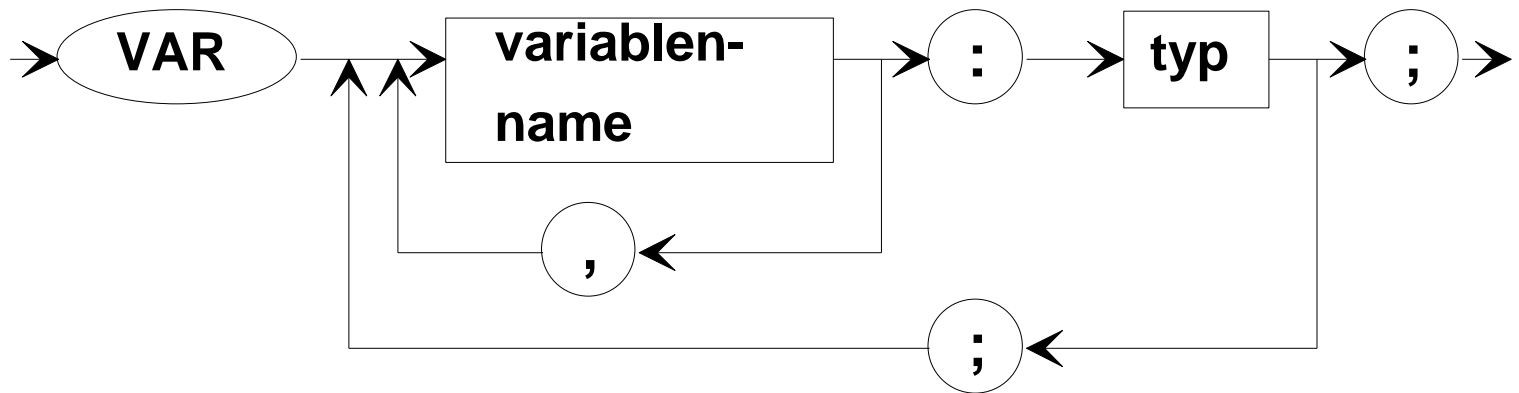 VAR
variablen-
name
:
typ
;
,
;